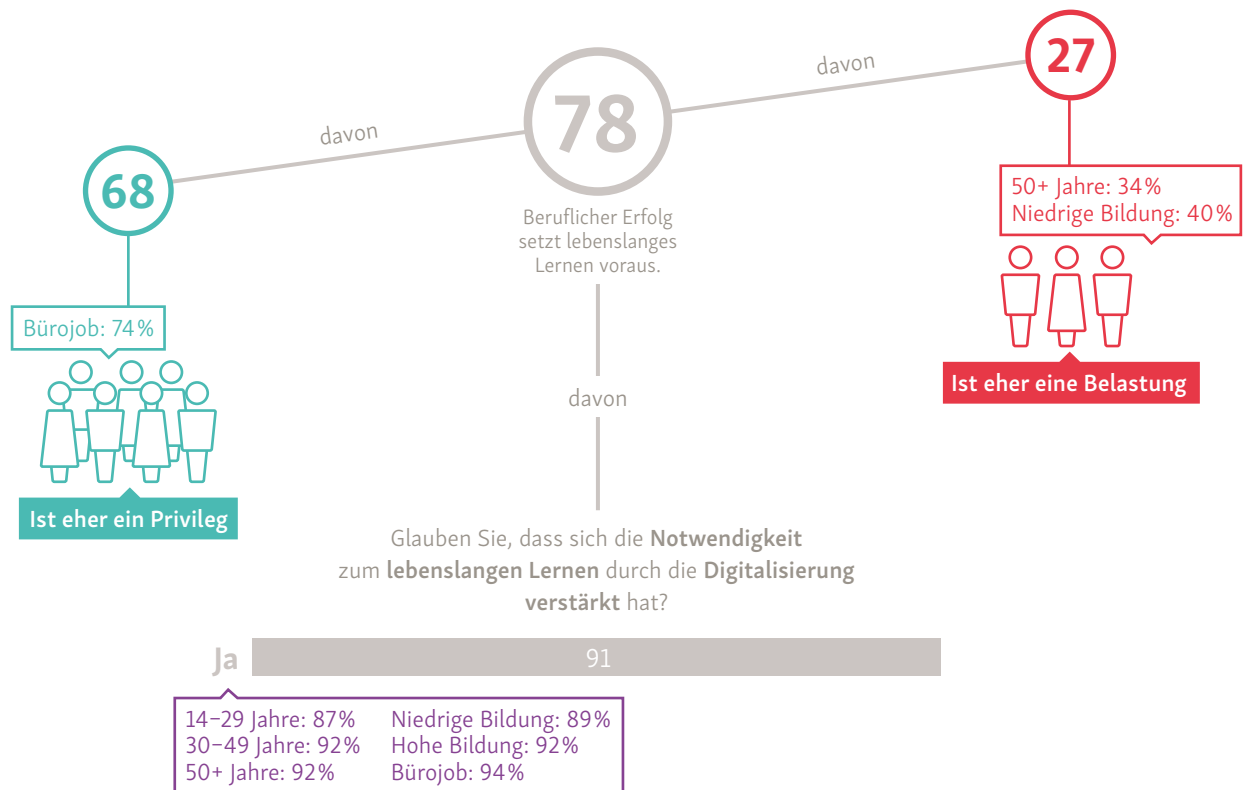 davon
27
davon
78
68
50+ Jahre: 34%
Niedrige Bildung: 40%
Beruflicher Erfolg
setzt lebenslanges
Lernen voraus.
Bürojob: 74%
Ist eher eine Belastung
davon
Ist eher ein Privileg
Glauben Sie, dass sich die Notwendigkeit
zum lebenslangen Lernen durch die Digitalisierung
verstärkt hat?
Ja 91
14–29 Jahre: 87% Niedrige Bildung: 89%
30–49 Jahre: 92% Hohe Bildung: 92%
50+ Jahre: 92% Bürojob: 94%